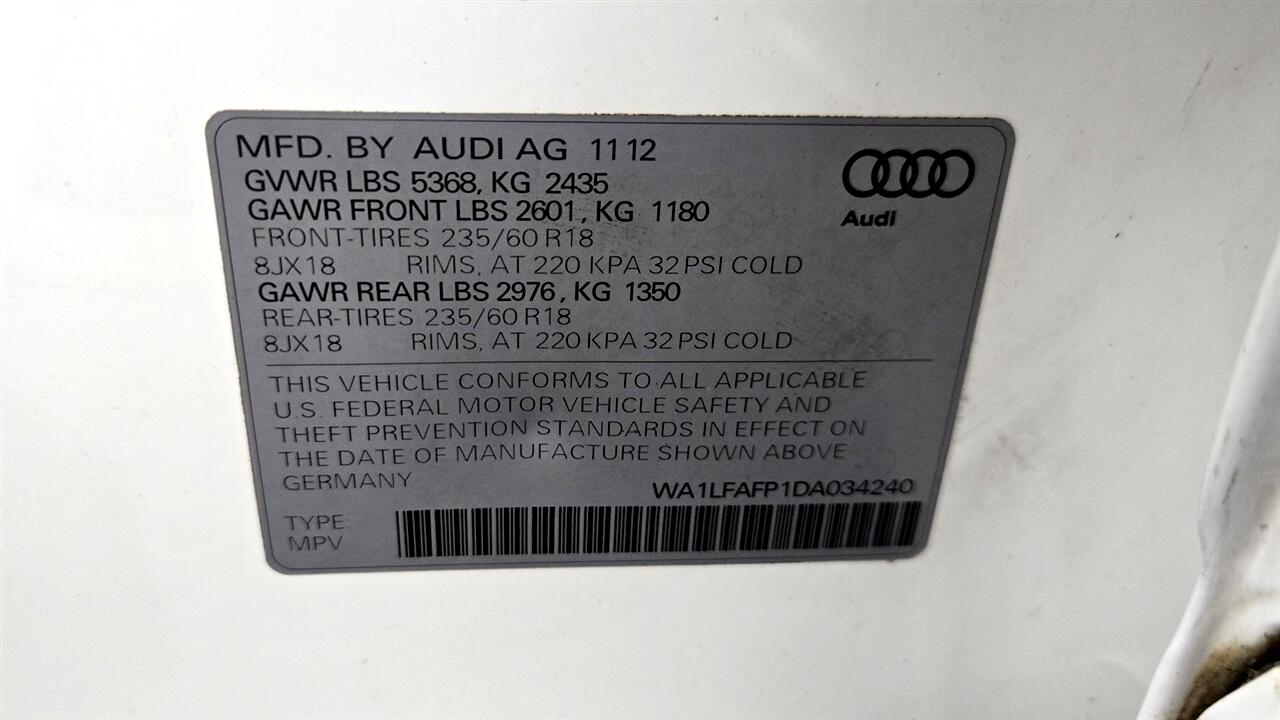 MFD. BY AUDI AG 11 12
GVWR LBS 5368, KG 2435
GAWR FRONT LBS 2601, KG 1180
FRONT-TIRES 235/60 R18
8JX18 RIMS, AT 220 KPA 32 PSI COLD
GAWR REAR LBS 2976, KG 1350
REAR-TIRES 235/60 R18
8JX18 RIMS, AT 220 KPA 32 PSI COLD
Audi
THIS VEHICLE CONFORMS TO ALL APPLICABLE
U.S. FEDERAL MOTOR VEHICLE SAFETY AND
THEFT PREVENTION STANDARDS IN EFFECT ON
THE DATE OF MANUFACTURE SHOWN ABOVE
GERMANY
WA1LFAFP1DA034240
TYPE:
MPV